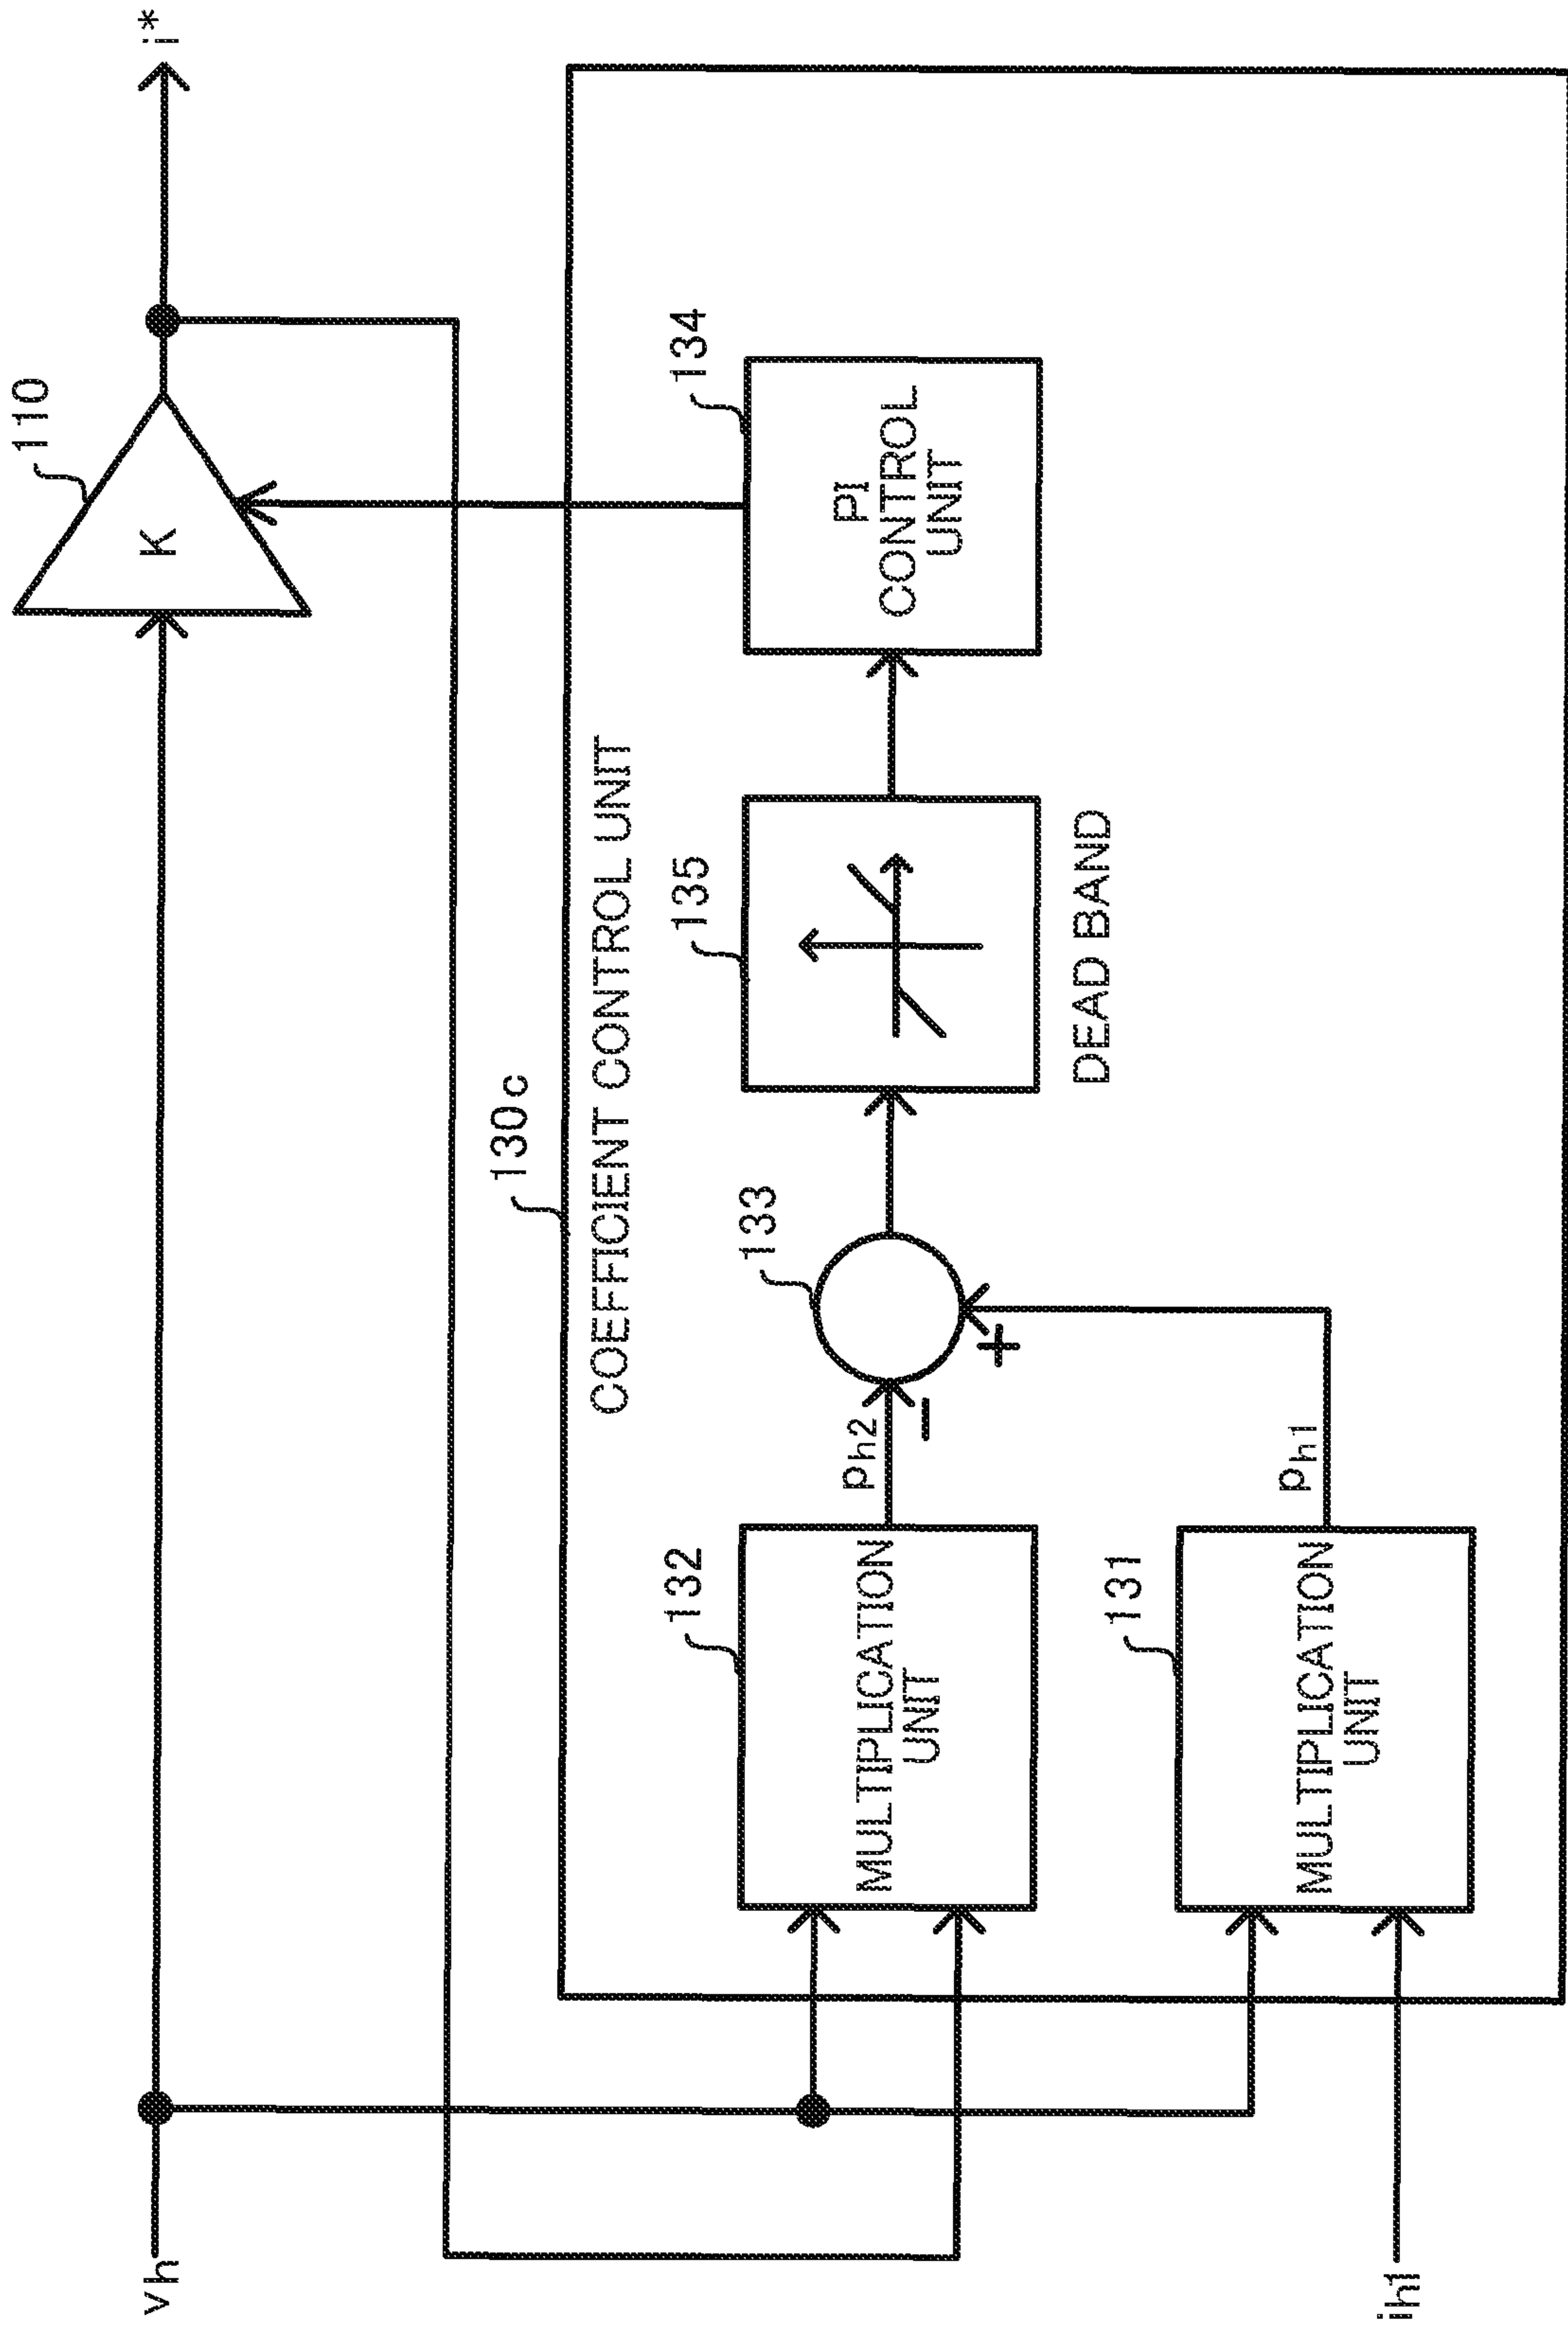 110
K
i*
vh
130c
COEFFICIENT CONTROL UNIT
132
MULTIPLICATION
UNIT
ph2
−
133
+
135
DEAD BAND
134
PI
CONTROL
UNIT
131
MULTIPLICATION
UNIT
ph1
ih1